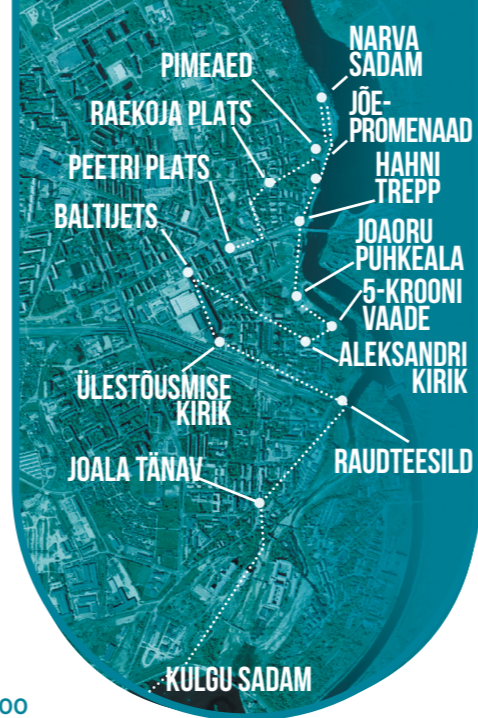 NARVA
SADAM
PIMEAED
JÕE-
PROMENAAD
RAEKOJA PLATS
HAHNI
TREPP
PEETRI PLATS
BALTIJETS
JOAORU
PUHKEALA
5-KROONI
VAADE
ALEKSANDRI
KIRIK
ÜLESTÕUSMISE
KIRIK
RAUDTEESILD
JOALA TÄNAV
KULGU SADAM
OO